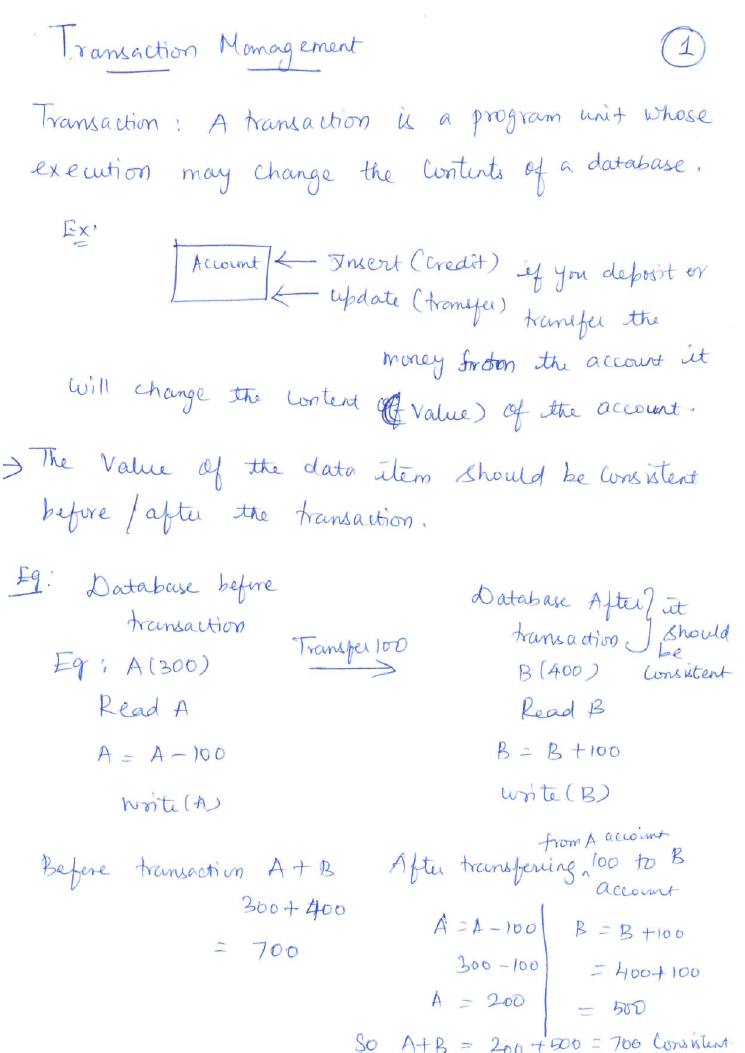 Transaction Management
1
Transaction : A transaction is a program unit whose
execution may change the contents of a database.
Ex:
Account ← Insert (credit) if you deposit or
← update (transfer) transfer the
money the account it
will change the content (value) of the account.
→ The value of the data item should be consistent
before / after the transaction.
Eg: Database before
transaction
Eg : A(300)
Read A
A = A - 100
write(A)
Transfer 100
Database After } it
transaction should
be
consistent
B(400)
Read B
B = B + 100
write(B)
Before transaction A + B
300 + 400
= 700
After transfering from A account 100 to B
account
A = A - 100
300 - 100
A = 200
B = B + 100
= 400 + 100
= 500
So A+B = 200 + 500 = 700 Consistent.